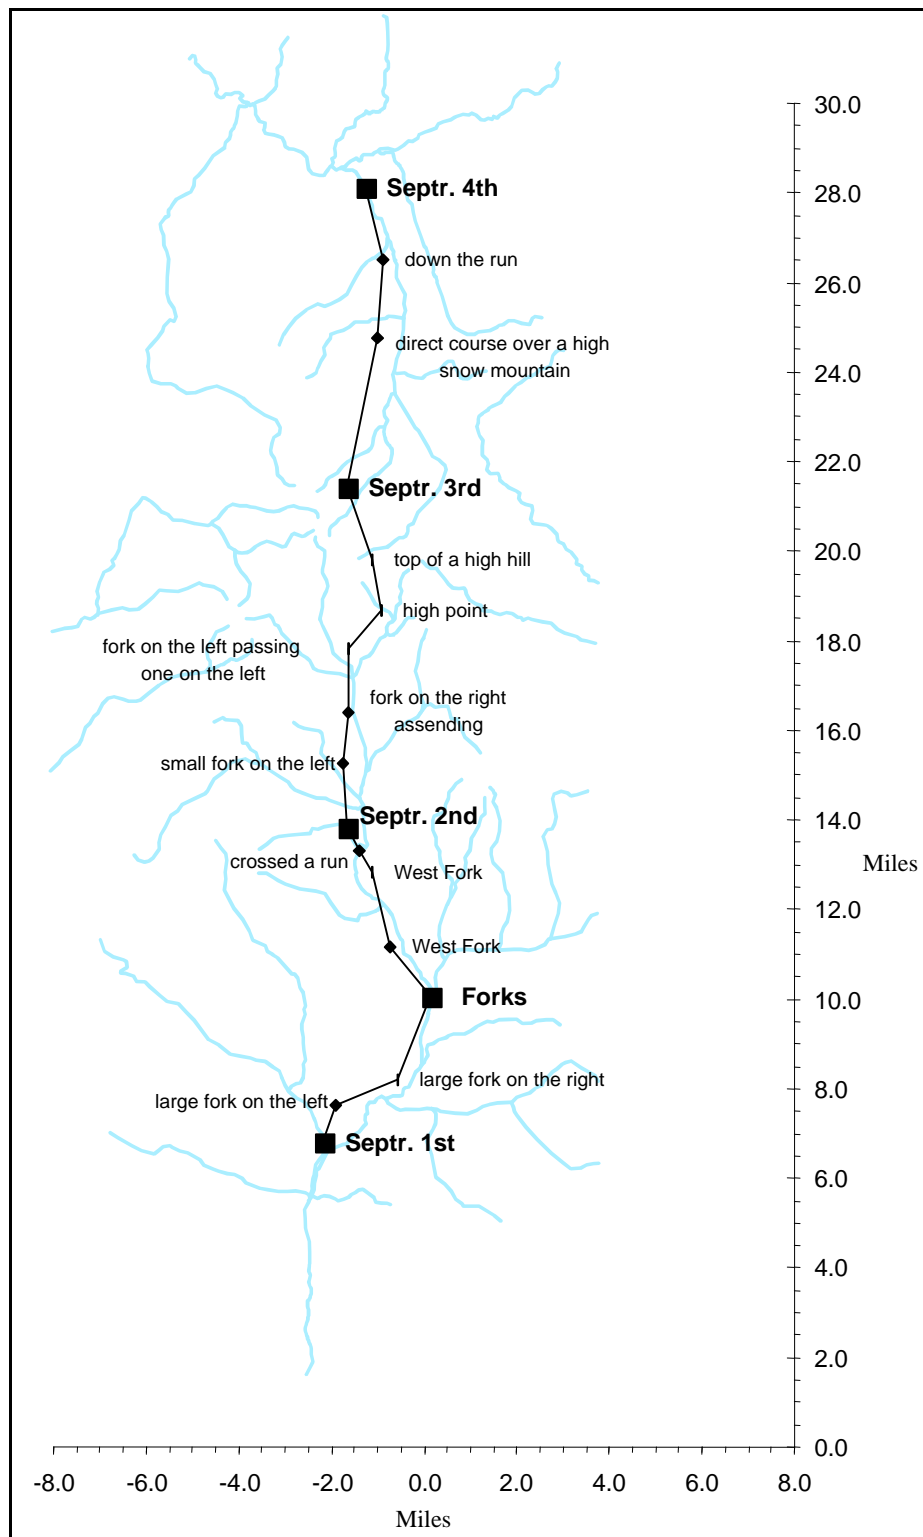 30.0
Septr. 4th
28.0
down the run
26.0
direct course over a high
snow mountain
24.0
22.0
Septr. 3rd
20.0
top of a high hill
high point
18.0
fork on the left passing
one on the left
fork on the right
assending
16.0
small fork on the left
Septr. 2nd
14.0
crossed a run
West Fork
Miles
12.0
West Fork
Forks
10.0
large fork on the right
8.0
large fork on the left
Septr. 1st
6.0
4.0
2.0
0.0
-8.0 -6.0 -4.0 -2.0 0.0 2.0 4.0 6.0 8.0
Miles